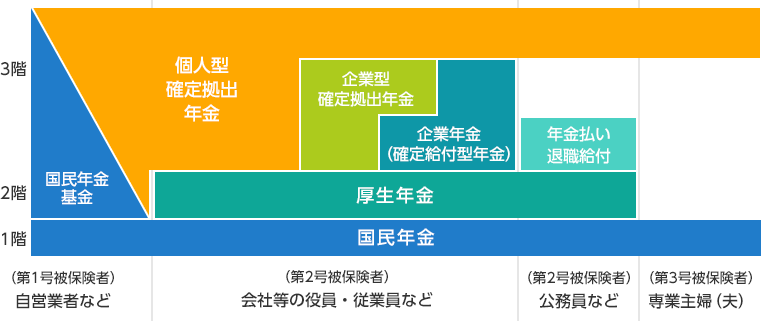 3階
個人型
確定拠出
年金
企業型
確定拠出年金
企業年金
（確定給付型年金）
年金払い
退職給付
国民年金
基金
2階
厚生年金
1階
国民年金
（第1号被保険者）
自営業者など
（第2号被保険者）
会社等の役員・従業員など
（第2号被保険者）
公務員など
（第3号被保険者）
専業主婦（夫）